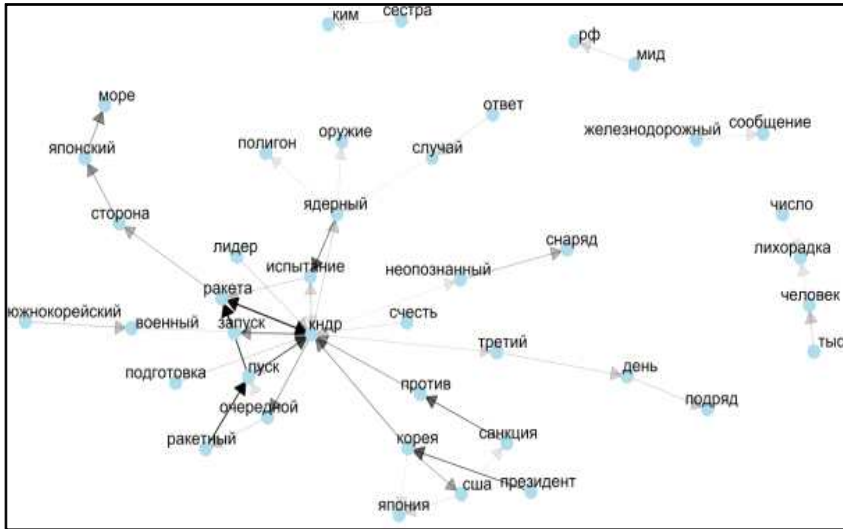 ким
сестра
рф
мид
море
ответ
оружие
японский
полигон
случай
железнодорожный
сообщение
сторона
ядерный
число
лидер
снаряд
лихорадка
испытание
неопознанный
ракета
человек
южнокорейский
военный
запуск
кндр
счесть
третий
тыс
подготовка
пуск
против
день
очередной
подряд
ракетный
корея
санкция
сша
президент
япония